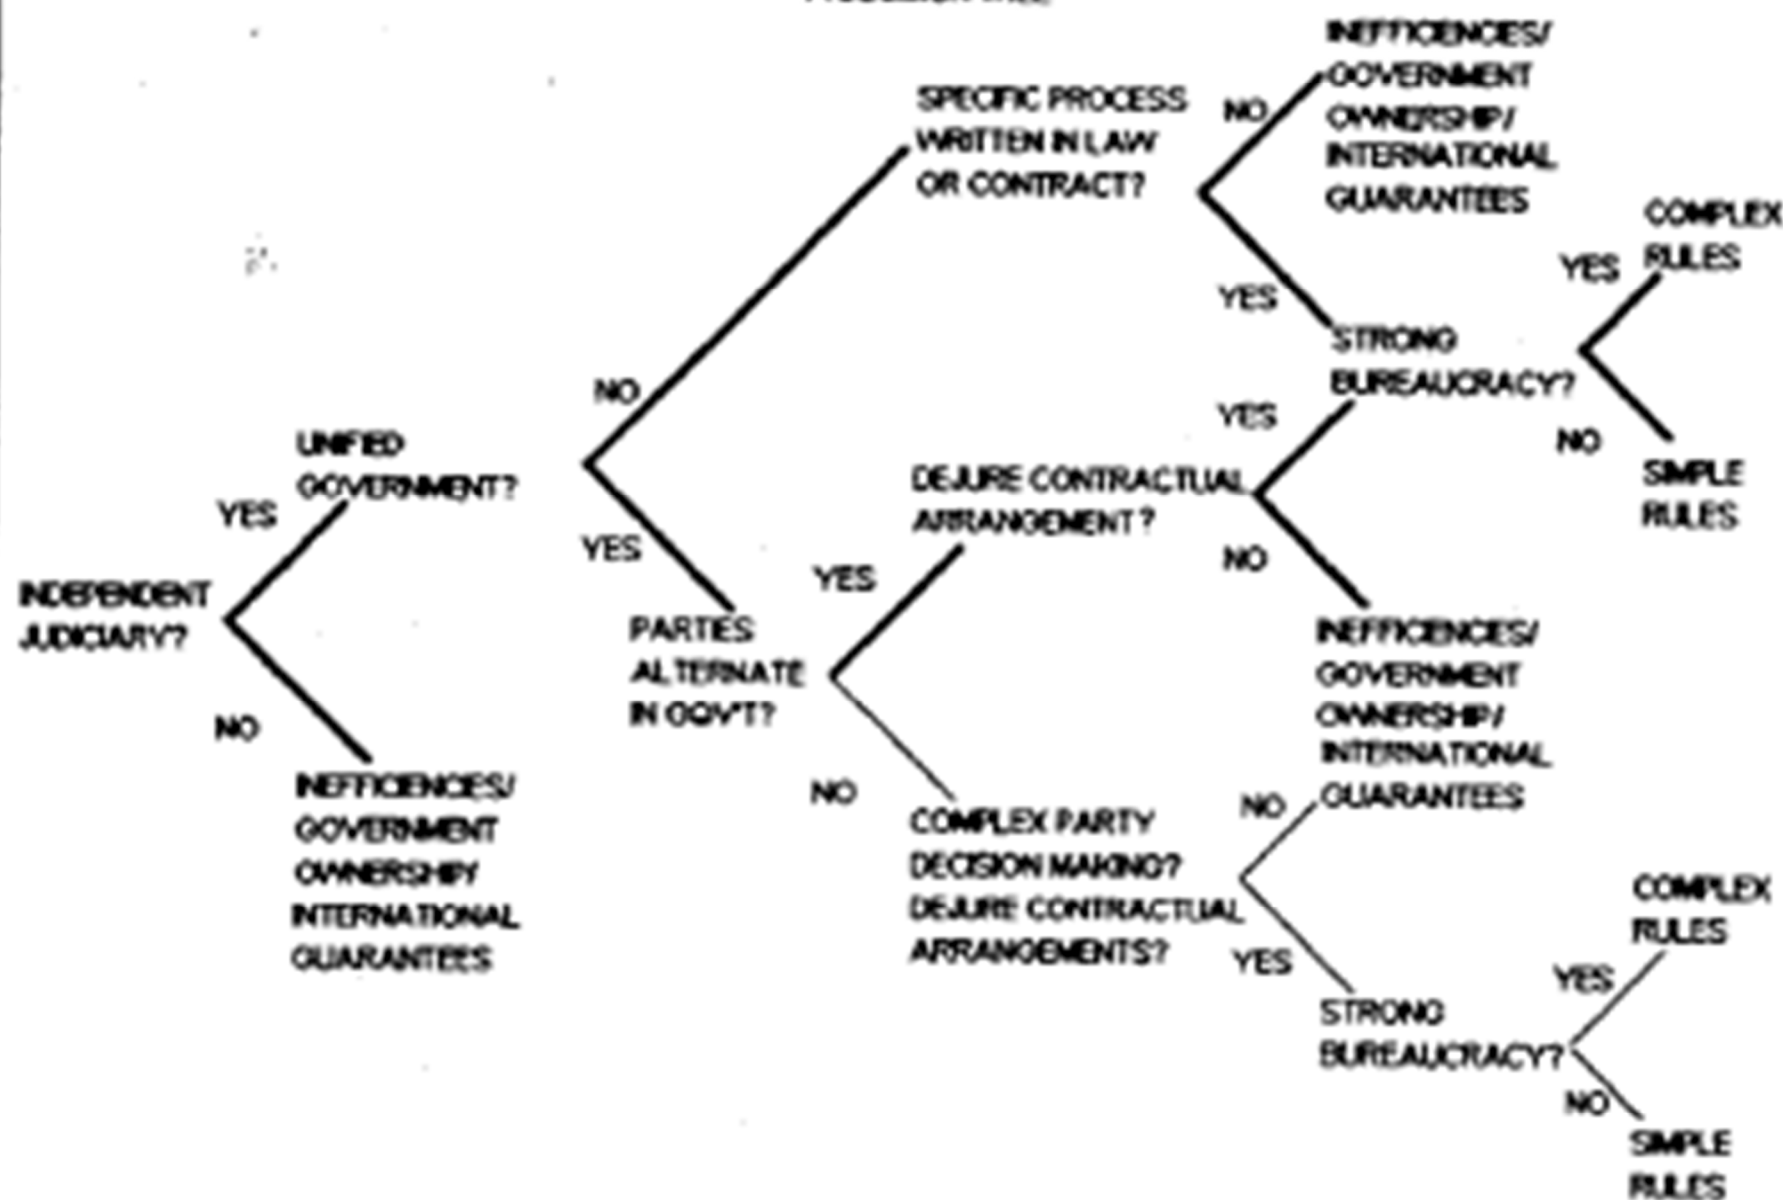 INEFFICIENCIES/
GOVERNMENT
OWNERSHIP/
INTERNATIONAL
GUARANTEES
NO
SPECIFIC PROCESS
WRITTEN IN LAW
OR CONTRACT?
YES
COMPLEX
RULES
YES
STRONG
BUREAUCRACY?
NO
SIMPLE
RULES
NO
UNIFIED
GOVERNMENT?
YES
INDEPENDENT
JUDICIARY?
NO
INEFFICIENCIES/
GOVERNMENT
OWNERSHIP/
INTERNATIONAL
GUARANTEES
YES
PARTIES
ALTERNATE
IN GOV'T?
YES
DEJURE CONTRACTUAL
ARRANGEMENT?
YES
NO
INEFFICIENCIES/
GOVERNMENT
OWNERSHIP/
INTERNATIONAL
GUARANTEES
NO
COMPLEX PARTY
DECISION MAKING?
DEJURE CONTRACTUAL
ARRANGEMENTS?
NO
YES
STRONG
BUREAUCRACY?
YES
COMPLEX
RULES
NO
SIMPLE
RULES